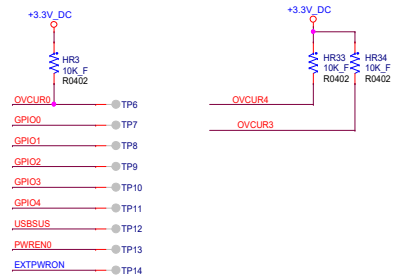 +3.3V_DC
HR3
10K_F
R0402
OVCUR0
TP6
GPIO0
TP7
GPIO1
TP8
GPIO2
TP9
GPIO3
TP10
GPIO4
TP11
USBSUS
TP12
PWREN0
TP13
EXTPWRON
TP14
+3.3V_DC
HR33
10K_F
R0402
HR34
10K_F
R0402
OVCUR4
OVCUR3